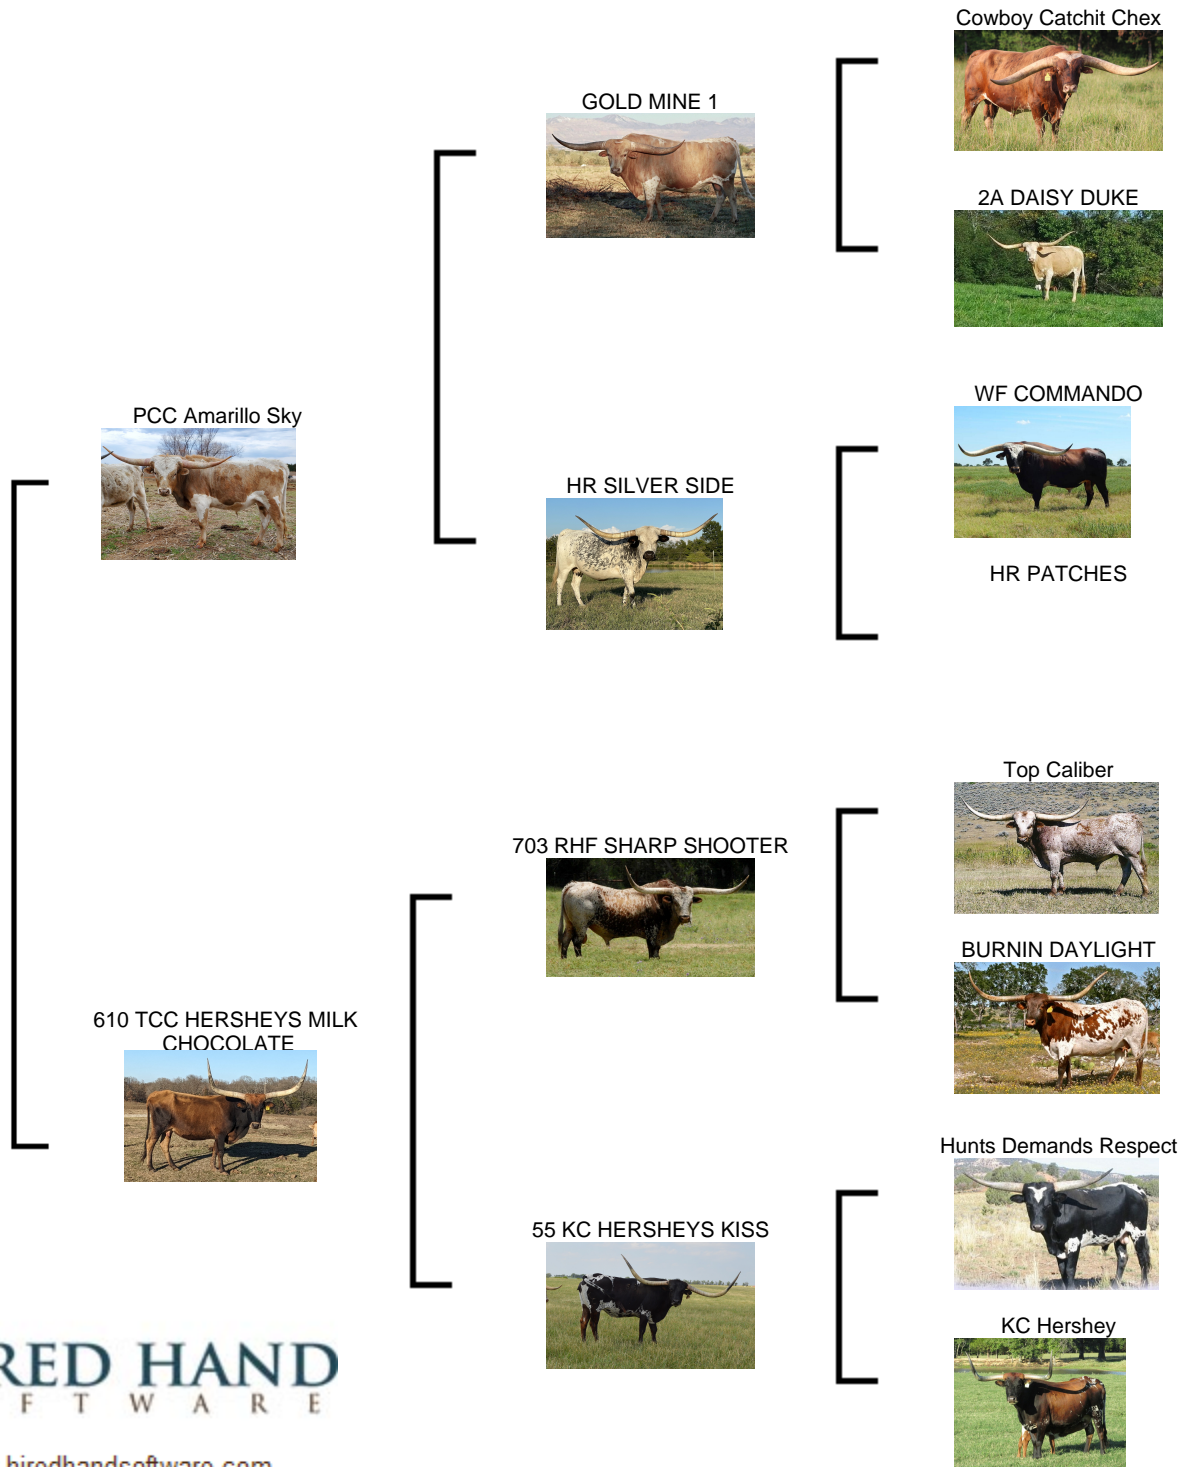 Cowboy Catchit Chex
GOLD MINE 1
2A DAISY DUKE
WF COMMANDO
PCC Amarillo Sky
HR SILVER SIDE
HR PATCHES
Top Caliber
703 RHF SHARP SHOOTER
BURNIN DAYLIGHT
610 TCC HERSHEYS MILK
CHOCOLATE
Hunts Demands Respect
55 KC HERSHEYS KISS
KC Hershey
RED HAND
F T W A R E
hiredhandsoftware.com